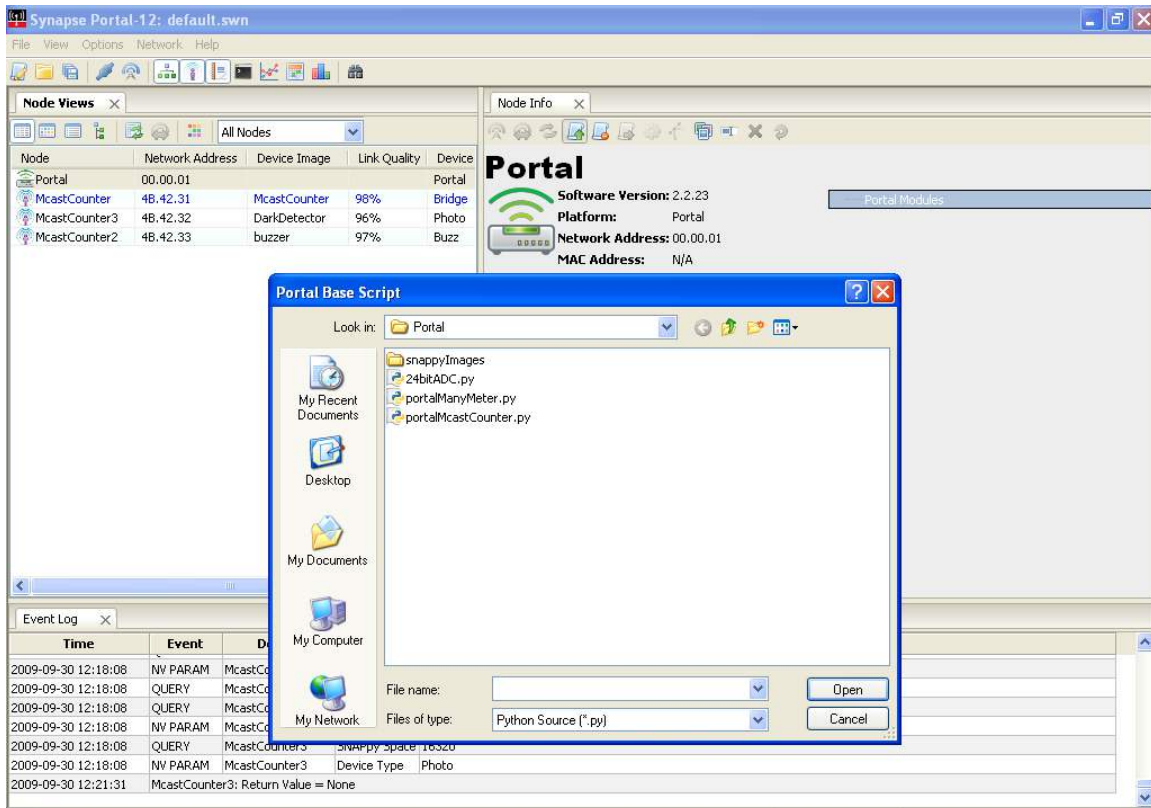 Synapse Portal-12: default.swn
File View Options Network Help
Node Views
All Nodes
Node Network Address Device Image Link Quality Device
Portal 00.00.01 Portal
McastCounter 4B.42.31 McastCounter 98% Bridge
McastCounter3 4B.42.32 DarkDetector 96% Photo
McastCounter2 4B.42.33 buzzer 97% Buzz
Node Info
Portal
Software Version: 2.2.23
Platform: Portal
Network Address: 00.00.01
MAC Address: N/A
Portal Modules
Portal Base Script
Look in: Portal
My Recent Documents
Desktop
My Documents
My Computer
My Network
snappyImages
24bitADC.py
portalManyMeter.py
portalMcastCounter.py
File name: Open
Files of type: Python Source (*.py) Cancel
Event Log
Time Event D
2009-09-30 12:18:08 NV PARAM McastCo
2009-09-30 12:18:08 QUERY McastCo
2009-09-30 12:18:08 QUERY McastCo
2009-09-30 12:18:08 NV PARAM McastCo
2009-09-30 12:18:08 QUERY McastCounter3 SNAPpy Space 16320
2009-09-30 12:18:08 NV PARAM McastCounter3 Device Type Photo
2009-09-30 12:21:31 McastCounter3: Return Value = None